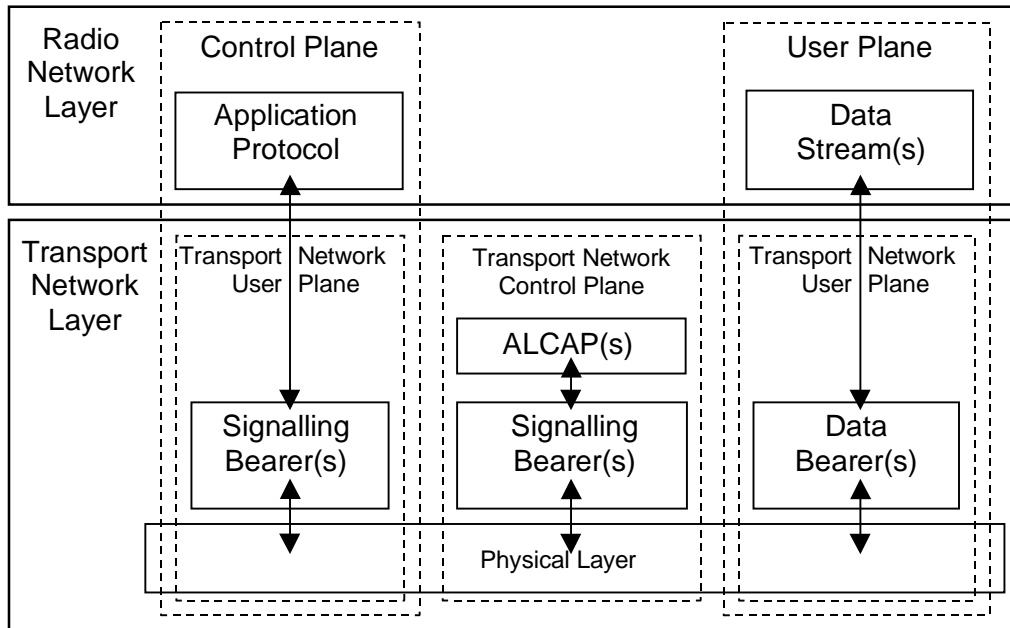 Radio
Network
Layer
Control Plane
User Plane
Application
Protocol
Data
Stream(s)
Transport
Network
Layer
Transport Network
User Plane
Transport Network
Control Plane
Transport Network
User Plane
ALCAP(s)
Signalling
Bearer(s)
Signalling
Bearer(s)
Data
Bearer(s)
Physical Layer